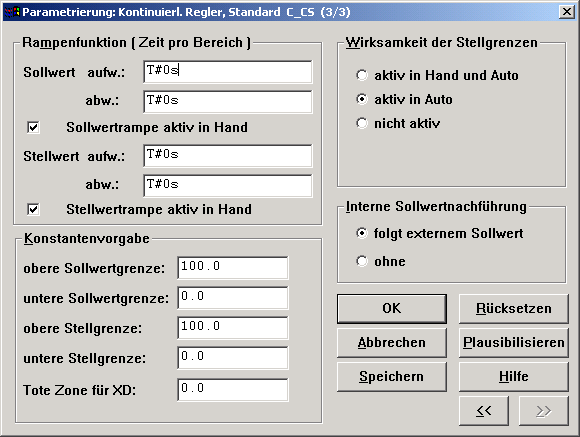 Parametrierung: Kontinuierl. Regler, Standard C_CS (3/3)
Rampenfunktion ( Zeit pro Bereich )
Sollwert aufw.: T#0s
abw.: T#0s
Sollwertrampe aktiv in Hand
Stellwert aufw.: T#0s
abw.: T#0s
Stellwertrampe aktiv in Hand
Konstantenvorgabe
obere Sollwertgrenze: 100.0
untere Sollwertgrenze: 0.0
obere Stellgrenze: 100.0
untere Stellgrenze: 0.0
Tote Zone für XD: 0.0
Wirksamkeit der Stellgrenzen
aktiv in Hand und Auto
aktiv in Auto
nicht aktiv
Interne Sollwertnachführung
folgt externem Sollwert
ohne
OK Rücksetzen
Abbrechen Plausibilisieren
Speichern Hilfe
<< >>